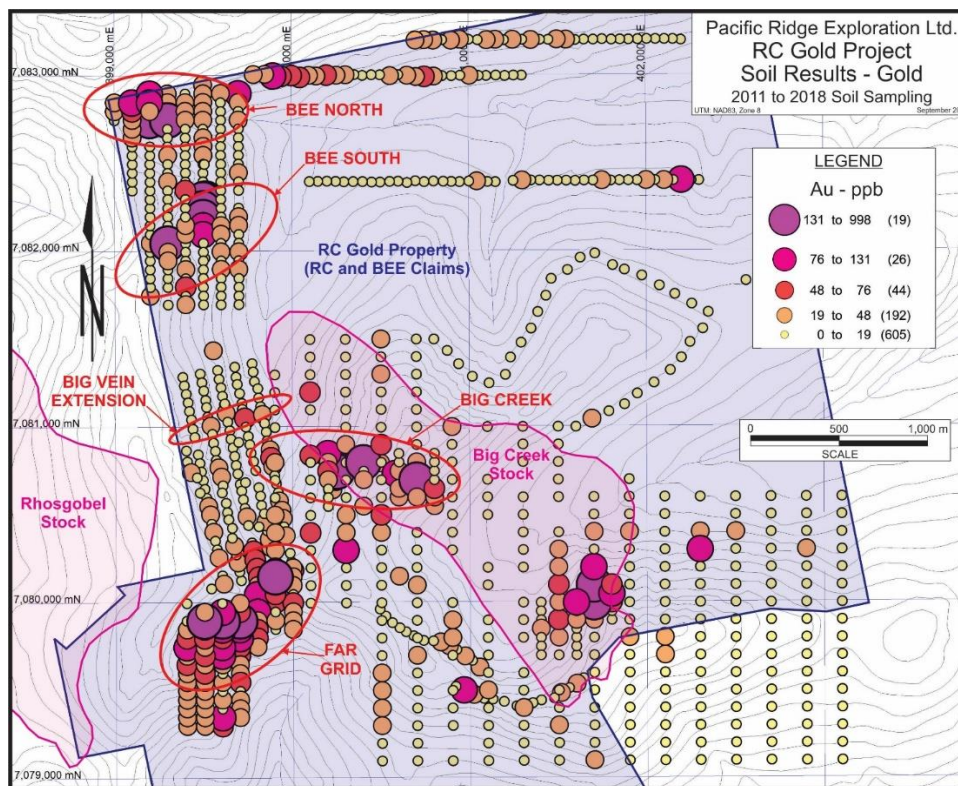 Pacific Ridge Exploration Ltd.
RC Gold Project
Soil Results - Gold
2011 to 2018 Soil Sampling
UTM: NAD83, Zone 8
LEGEND
Au - ppb
131 to 998 (19)
76 to 131 (26)
48 to 76 (44)
19 to 48 (192)
0 to 19 (605)
402,000 mE
7,083,000 mN
BEE NORTH
BEE SOUTH
7,082,000 mN
RC Gold Property
(RC and BEE Claims)
N
BIG VEIN
EXTENSION
BIG CREEK
7,081,000 mN
0 500 1,000 m
SCALE
Big Creek
Stock
Rhosgobel
Stock
7,080,000 mN
FAR
GRID
7,079,000 mN